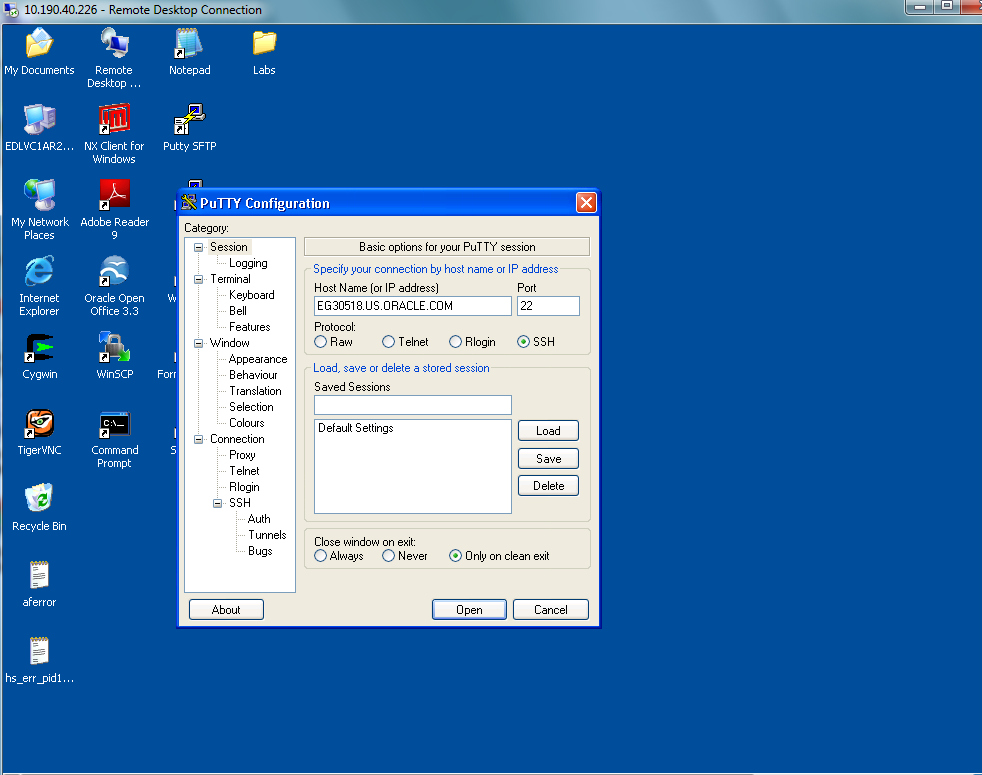 10.190.40.226 - Remote Desktop Connection
My Documents
Remote
Desktop ...
Notepad
Labs
EDLVC1AR2...
NX Client for
Windows
Putty SFTP
My Network
Places
Adobe Reader
9
Internet
Explorer
Oracle Open
Office 3.3
W
Cygwin
WinSCP
Form
TigerVNC
Command
Prompt
S
Recycle Bin
aferror
hs_err_pid1...
PuTTY Configuration
Category:
Session
Logging
Terminal
Keyboard
Bell
Features
Window
Appearance
Behaviour
Translation
Selection
Colours
Connection
Proxy
Telnet
Rlogin
SSH
Auth
Tunnels
Bugs
Basic options for your PuTTY session
Specify your connection by host name or IP address
Host Name (or IP address) Port
EG30518.US.ORACLE.COM 22
Protocol:
Raw Telnet Rlogin SSH
Load, save or delete a stored session
Saved Sessions
Default Settings
Load
Save
Delete
Close window on exit:
Always Never Only on clean exit
About Open Cancel